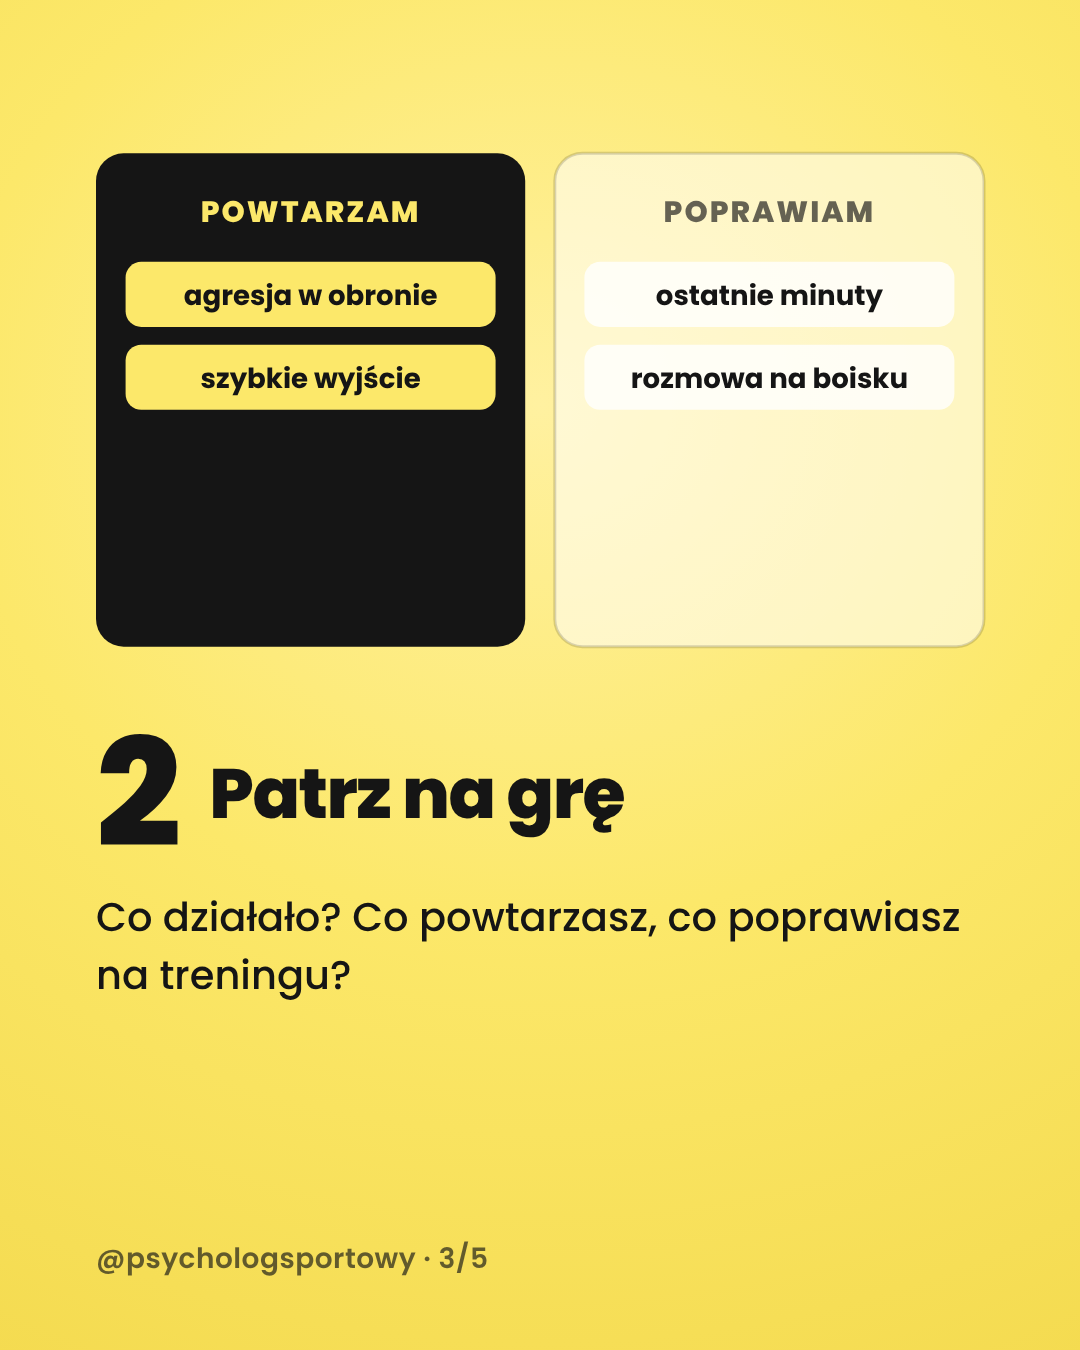 POWTARZAM
agresja w obronie
szybkie wyjście
POPRAWIAM
ostatnie minuty
rozmowa na boisku
2 Patrz na grę
Co działało? Co powtarzasz, co poprawiasz
na treningu?
@psychologsportowy · 3/5